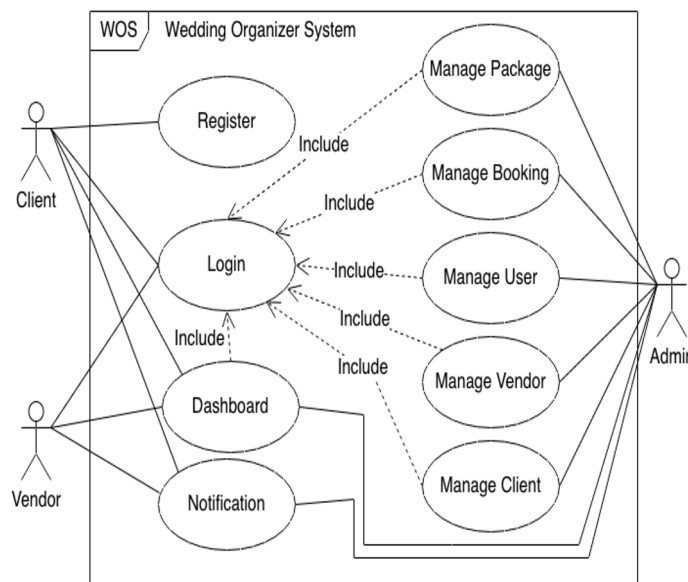 WOS
Wedding Organizer System
Manage Package
Register
Include
Client
Manage Booking
Include
Login
Include
Manage User
Include
Include
Admin
Include
Manage Vendor
Dashboard
Vendor
Notification
Manage Client